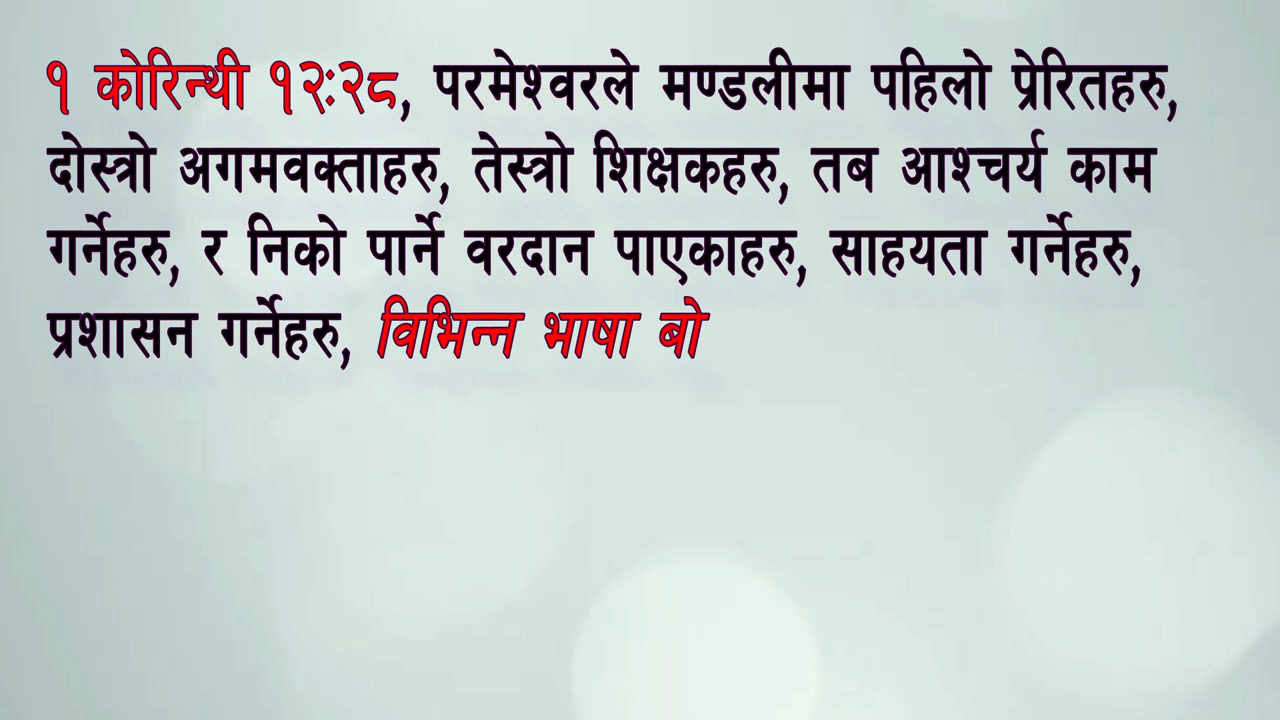 १ कोरिन्थी १२:२८, परमेश्वरले मण्डलीमा पहिलो प्रेरितहरु,
दोस्त्रो अगमवक्ताहरु, तेस्त्रो शिक्षकहरु, तब आश्चर्य काम
गर्नेहरु, र निको पार्ने वरदान पाएकाहरु, साहयता गर्नेहरु,
प्रशासन गर्नेहरु, विभिन्न भाषा बो